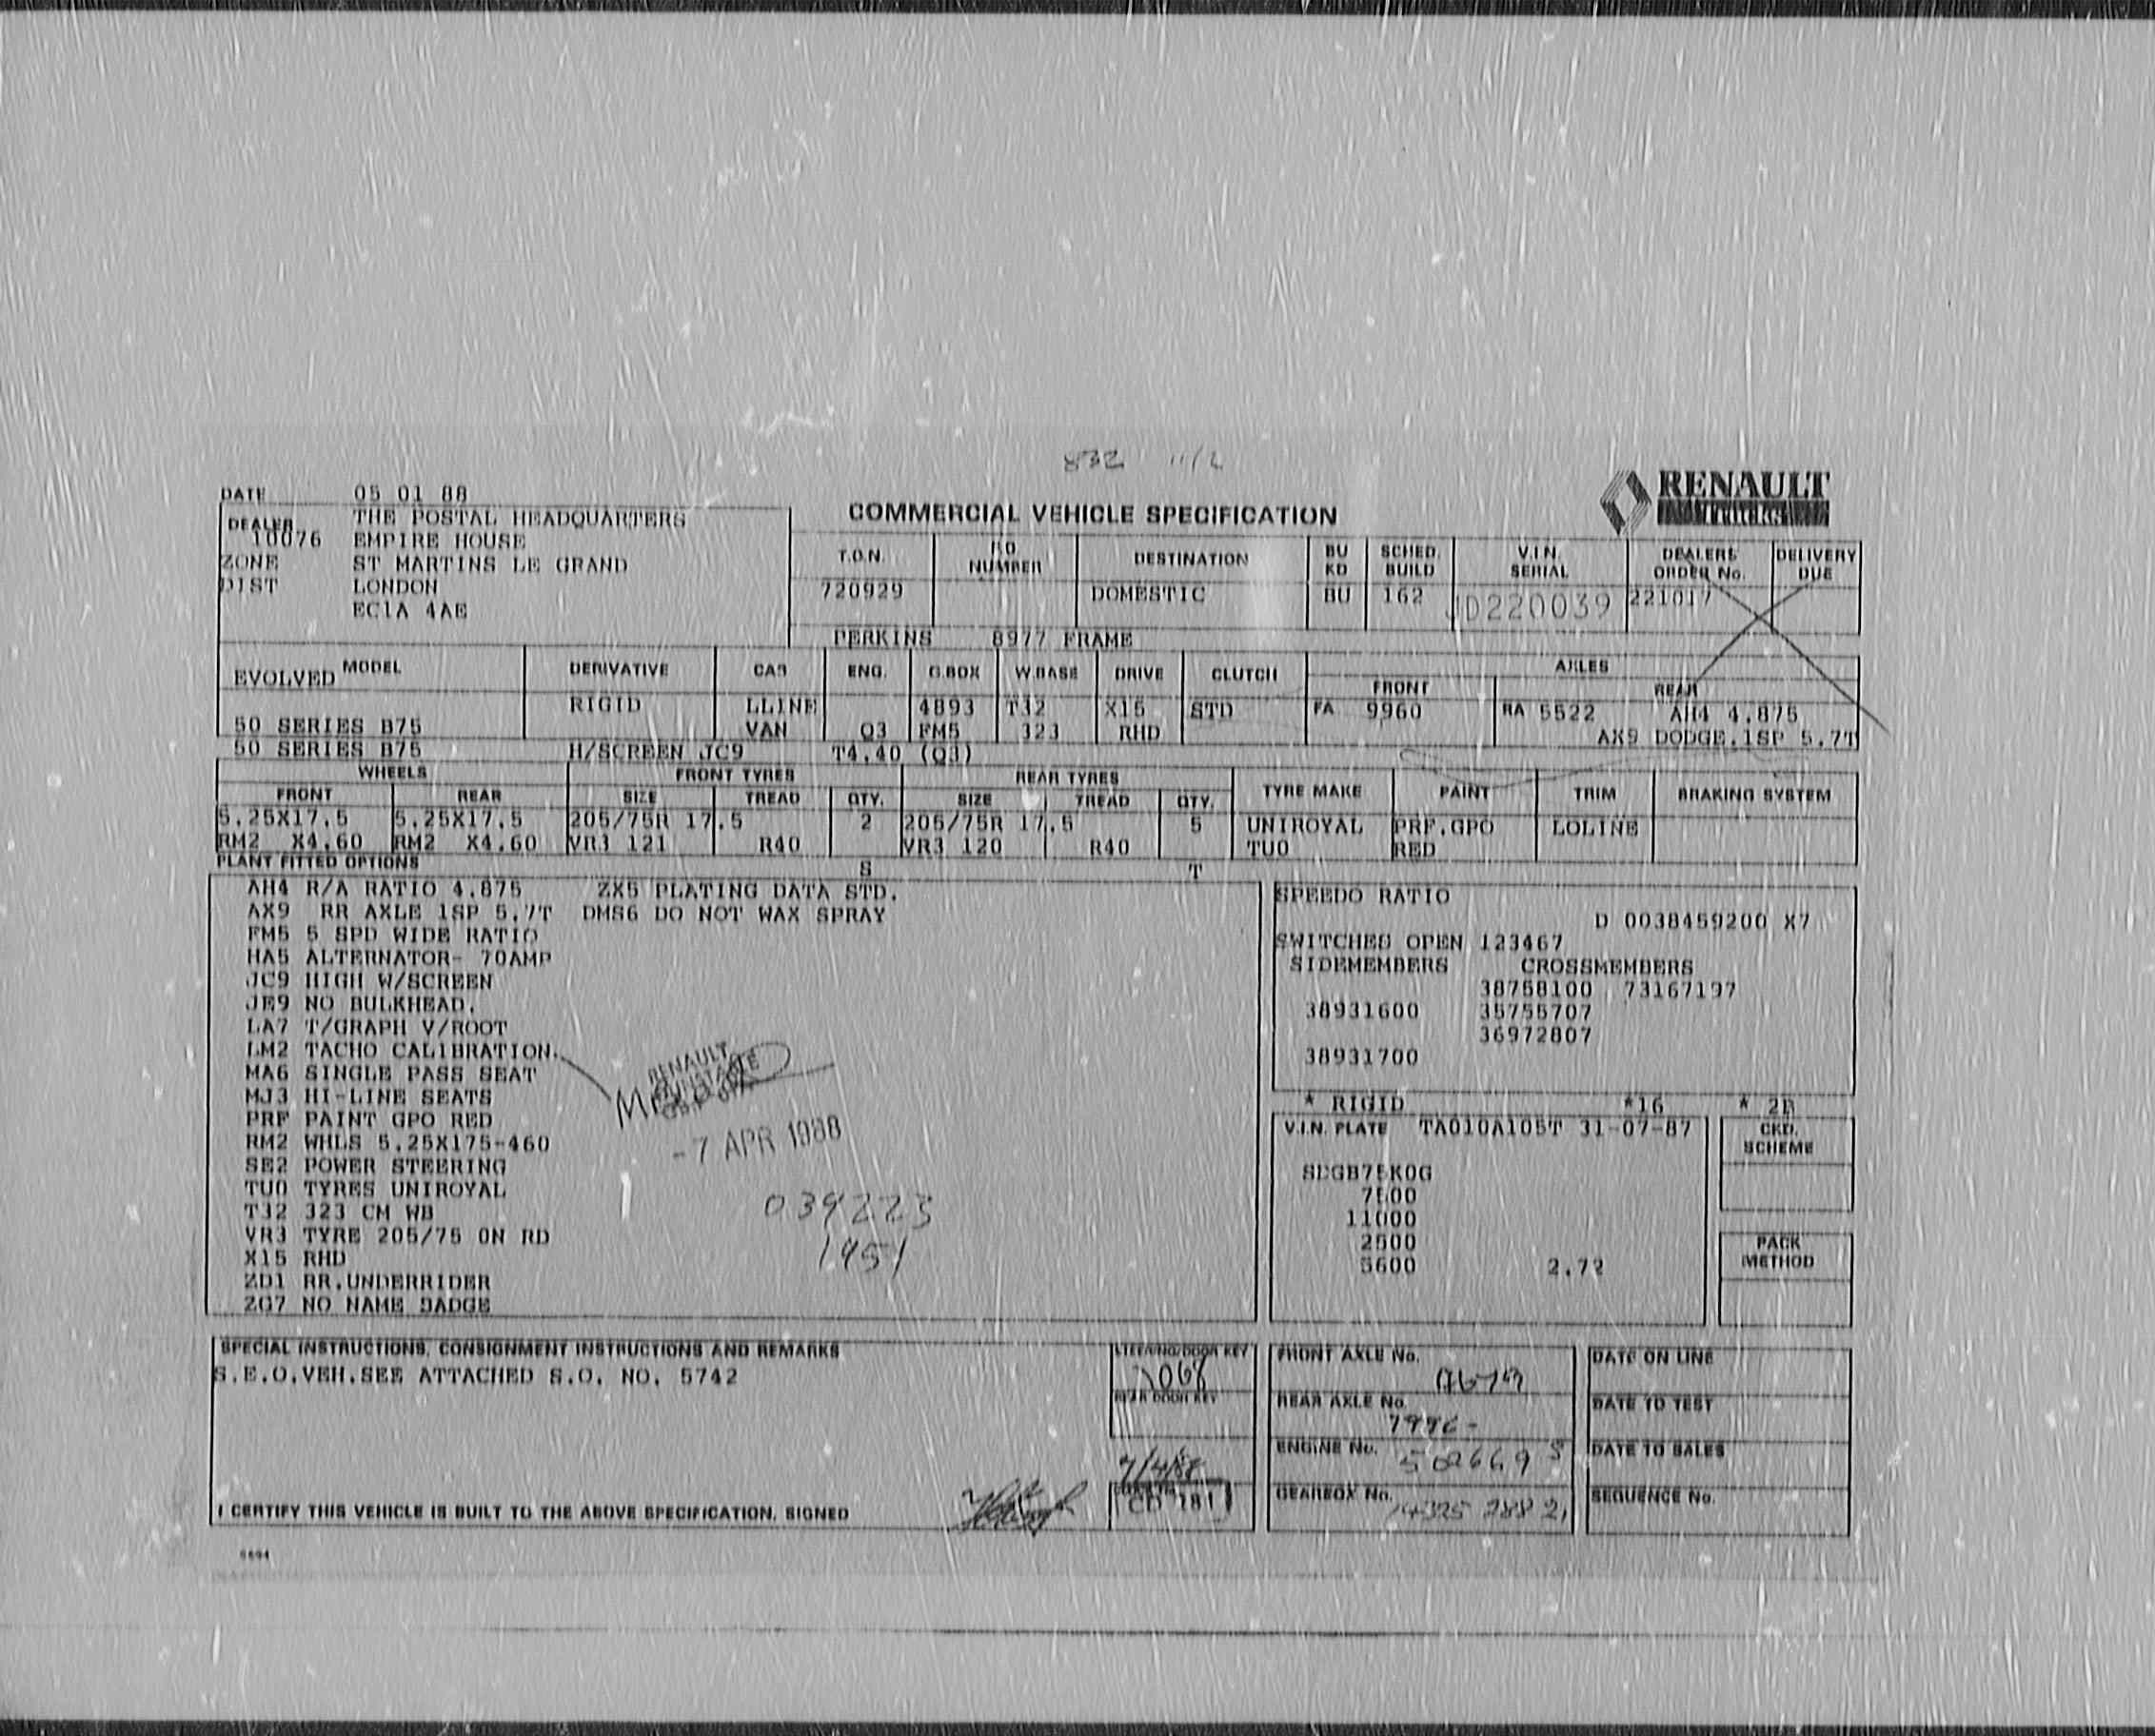 832 11/2
RENAULT
TRUCKS
DATE 05 01 88
COMMERCIAL VEHICLE SPECIFICATION
DEALER 10076 THE POSTAL HEADQUARTERS
EMPIRE HOUSE
ZONE ST MARTINS LE GRAND
DIST LONDON
EC1A 4AE
T.O.N. R.O. NUMBER DESTINATION BU KD SCHED. BUILD V.I.N. SERIAL DEALERS ORDER No. DELIVERY DUE
720929 DOMESTIC BU 162 JD220039 221017
PERKINS 8977 FRAME
MODEL DERIVATIVE CAB ENG. G.BOX W.BASE DRIVE CLUTCH AXLES
EVOLVED FRONT REAR
RIGID LLINE 4893 T32 X15 STD FA 9960 RA 5522 AH4 4.875
50 SERIES B75 VAN Q3 FM5 323 RHD AX9 DODGE.1SP 5.7T
50 SERIES B75 H/SCREEN JC9 T4.40 (Q3)
WHEELS FRONT TYRES REAR TYRES TYRE MAKE PAINT TRIM BRAKING SYSTEM
FRONT REAR SIZE TREAD QTY. SIZE TREAD QTY.
5.25X17.5 5.25X17.5 205/75R 17.5 2 205/75R 17.5 5 UNIROYAL PRF.GPO LOLINE
RM2 X4.60 RM2 X4.60 VR3 121 R40 VR3 120 R40 TU0 RED
PLANT FITTED OPTIONS S T
AH4 R/A RATIO 4.875 ZX5 PLATING DATA STD.
AX9 RR AXLE 1SP 5.7T DMS6 DO NOT WAX SPRAY
FM5 5 SPD WIDE RATIO
HA5 ALTERNATOR- 70AMP
JC9 HIGH W/SCREEN
JE9 NO BULKHEAD.
LA7 T/GRAPH V/ROOT
LM2 TACHO CALIBRATION.
MA6 SINGLE PASS SEAT
MJ3 HI-LINE SEATS
PRF PAINT GPO RED
RM2 WHLS 5.25X175-460
SE2 POWER STEERING
TU0 TYRES UNIROYAL
T32 323 CM WB
VR3 TYRE 205/75 ON RD
X15 RHD
ZD1 RR.UNDERRIDER
ZG7 NO NAME BADGE
RENAULT
DUNSTABLE
-7 APR 1988
039223
1951
SPEEDO RATIO
D 0038459200 X7
SWITCHES OPEN 123467
SIDEMEMBERS CROSSMEMBERS
38758100 73167197
38931600 35755707
36972807
38931700
* RIGID *16 * 2B
V.I.N. PLATE TA010A105T 31-07-87
CKD. SCHEME
SDGB75K0G
7500
11000
2500
5600 2.72
PACK METHOD
SPECIAL INSTRUCTIONS, CONSIGNMENT INSTRUCTIONS AND REMARKS
S.E.O.VEH.SEE ATTACHED S.O. NO. 5742
STEERING/DOOR KEY
REAR DOOR KEY
7/4/88
CD 181
FRONT AXLE No.
REAR AXLE No.
ENGINE No.
GEARBOX No.
DATE ON LINE
DATE TO TEST
DATE TO SALES
SEQUENCE No.
I CERTIFY THIS VEHICLE IS BUILT TO THE ABOVE SPECIFICATION. SIGNED